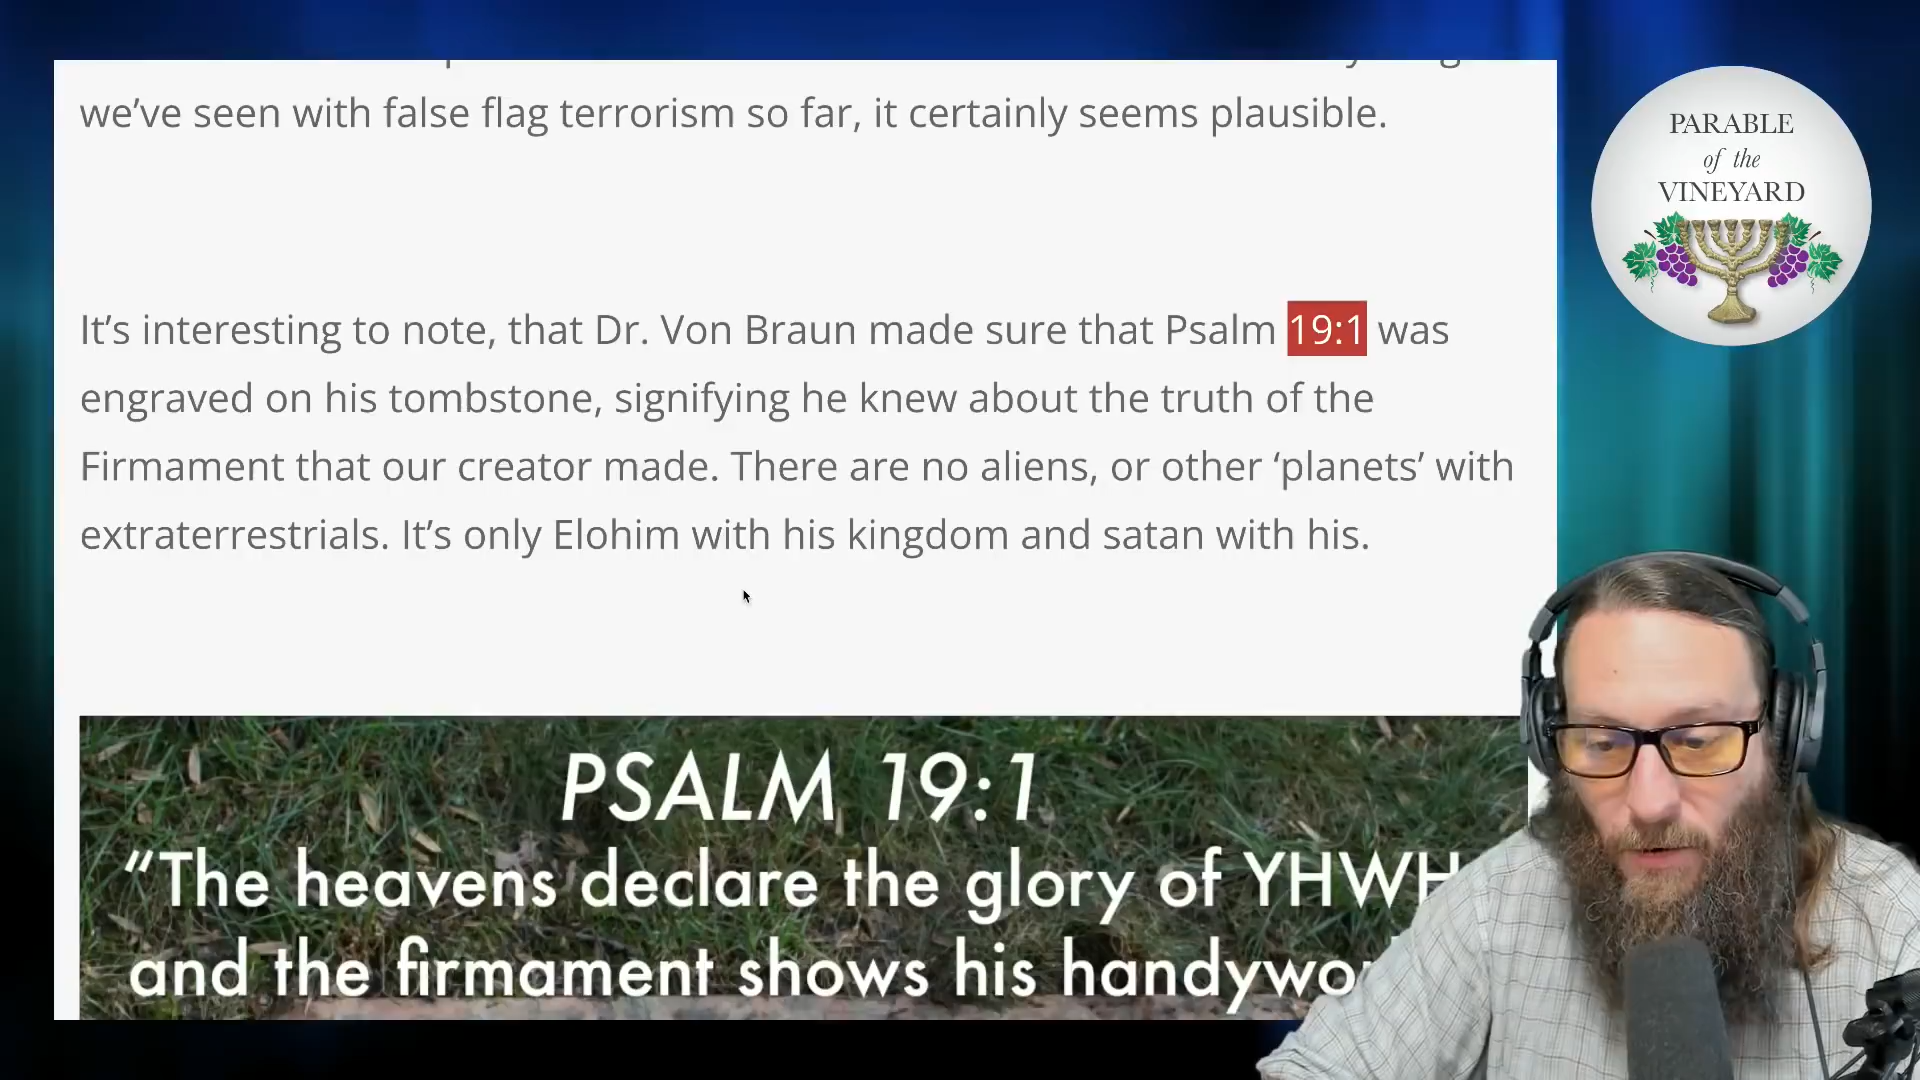 we’ve seen with false flag terrorism so far, it certainly seems plausible.
It’s interesting to note, that Dr. Von Braun made sure that Psalm 19:1 was
engraved on his tombstone, signifying he knew about the truth of the
Firmament that our creator made. There are no aliens, or other ‘planets’ with
extraterrestrials. It’s only Elohim with his kingdom and satan with his.
PSALM 19:1
“The heavens declare the glory of YHWH
and the firmament shows his
PARABLE
of the
VINEYARD